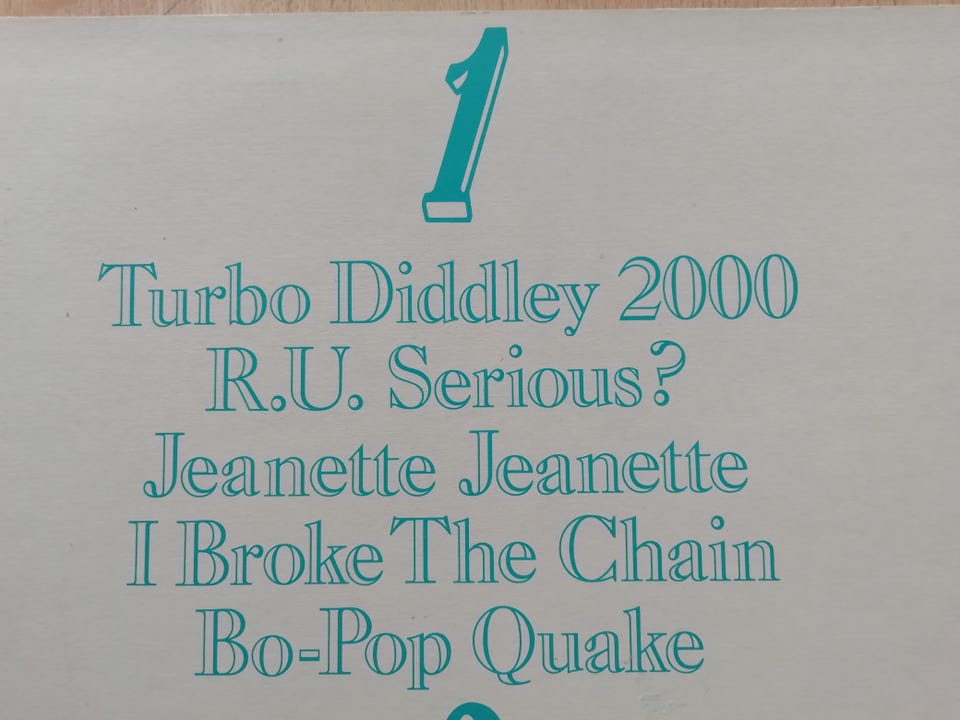 1
Turbo Diddley 2000
R.U. Serious?
Jeanette Jeanette
I Broke The Chain
Bo-Pop Quake